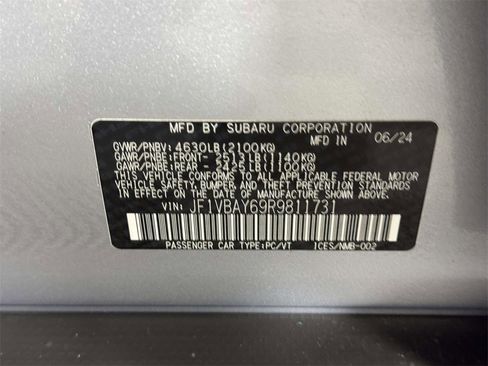 MFD BY SUBARU CORPORATION
MFD IN 06/24
GVWR/PNBV: 4630LB(2100KG)
GAWR/PNBE:FRONT- 2513LB(1140KG)
GAWR/PNBE:REAR - 2425LB(1100KG)
THIS VEHICLE CONFORMS TO ALL APPLICABLE FEDERAL MOTOR
VEHICLE SAFETY, BUMPER, AND THEFT PREVENTION STANDARDS
IN EFFECT ON THE DATE OF MANUFACTURE SHOWN ABOVE.
VIN: JF1VBAY69R9811731
PASSENGER CAR TYPE:PC/VT ICES/NMB-002